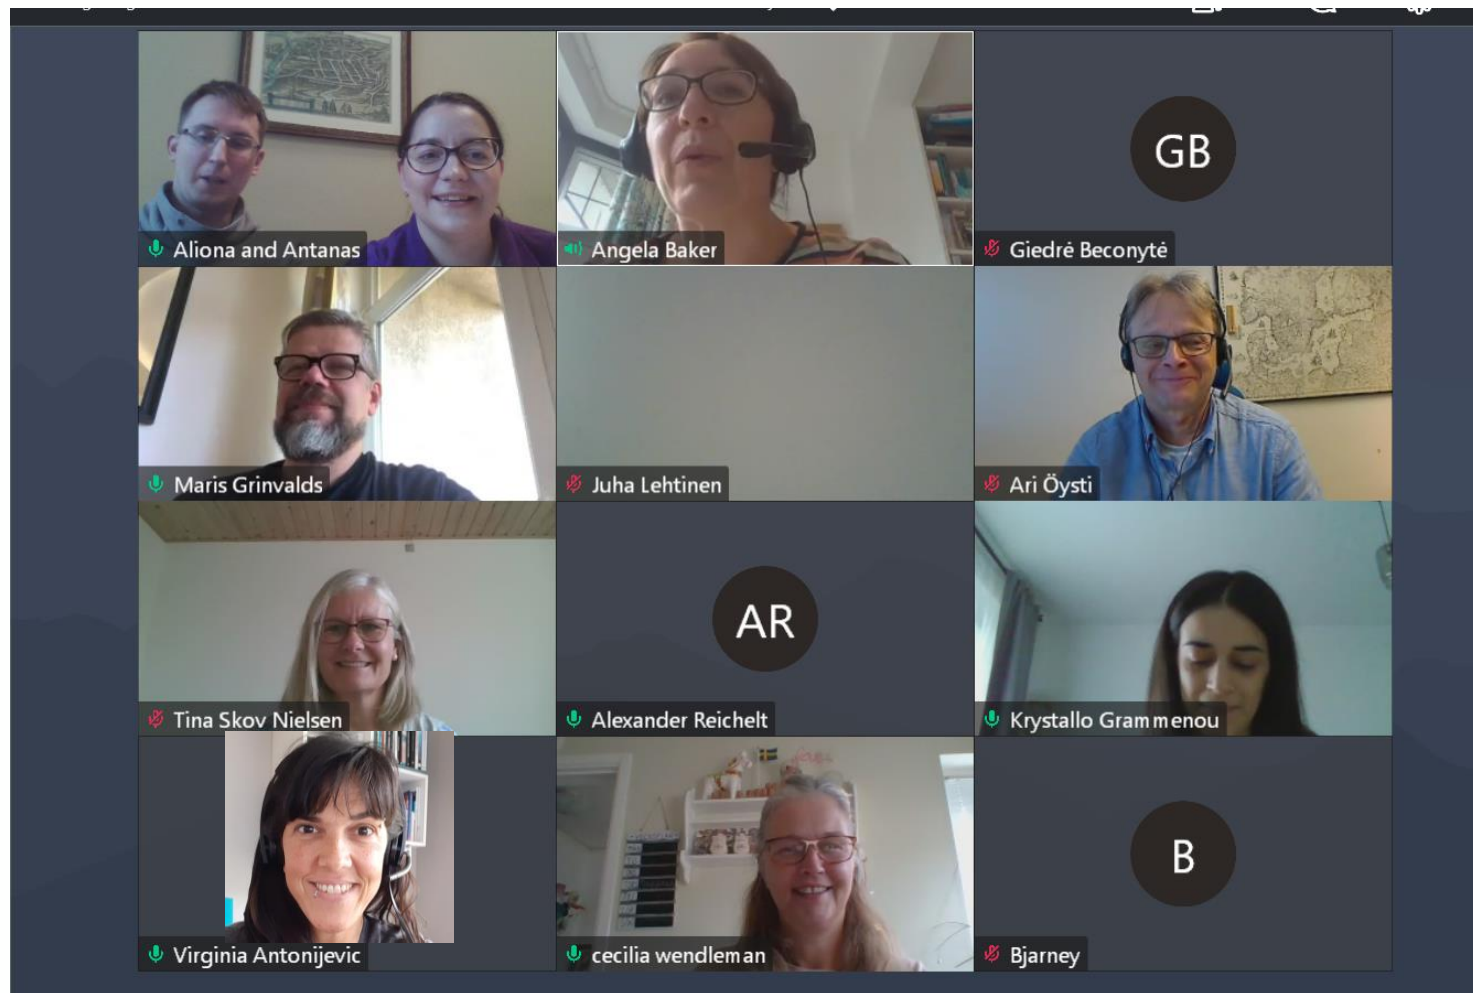 Aliona and Antanas
Angela Baker
GB
Giedrė Beconytė
Maris Grinvalds
Juha Lehtinen
Ari Öysti
Tina Skov Nielsen
AR
Alexander Reichelt
Krystallo Grammenou
Virginia Antonijevic
cecilia wendleman
B
Bjarney